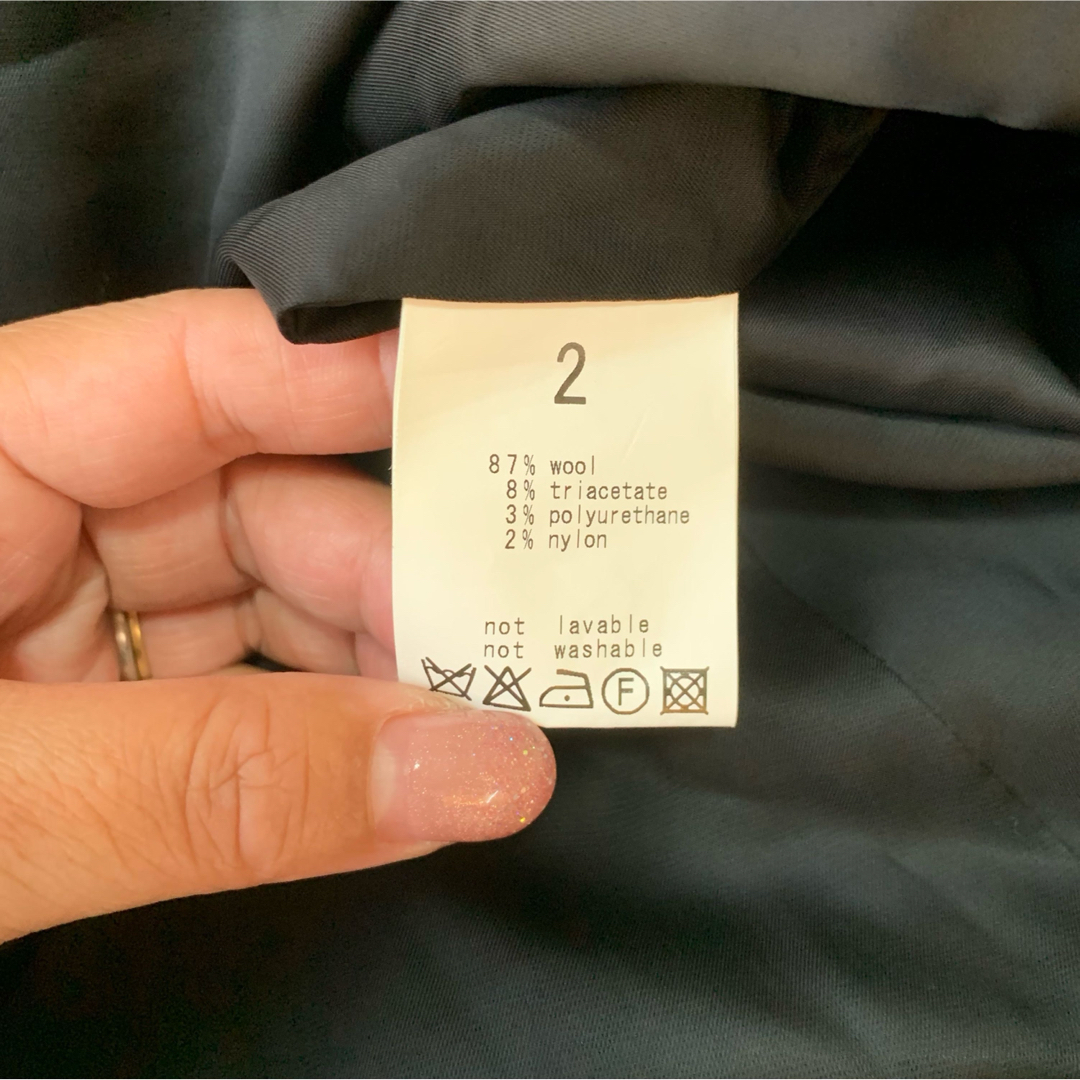 2
87% wool
8% triacetate
3% polyurethane
2% nylon
not lavable
not washable
F